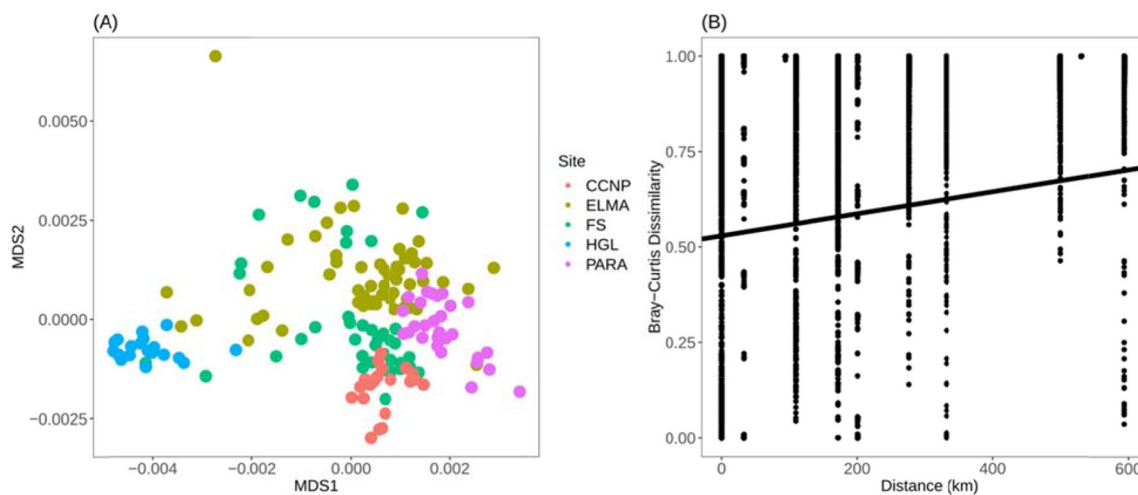 (A)
0.0050
0.0025
0.0000
−0.0025
MDS2
−0.004
−0.002
0.000
0.002
MDS1
Site
CCNP
ELMA
FS
HGL
PARA
(B)
1.00
0.75
0.50
0.25
0.00
Bray−Curtis Dissimilarity
0
200
400
600
Distance (km)